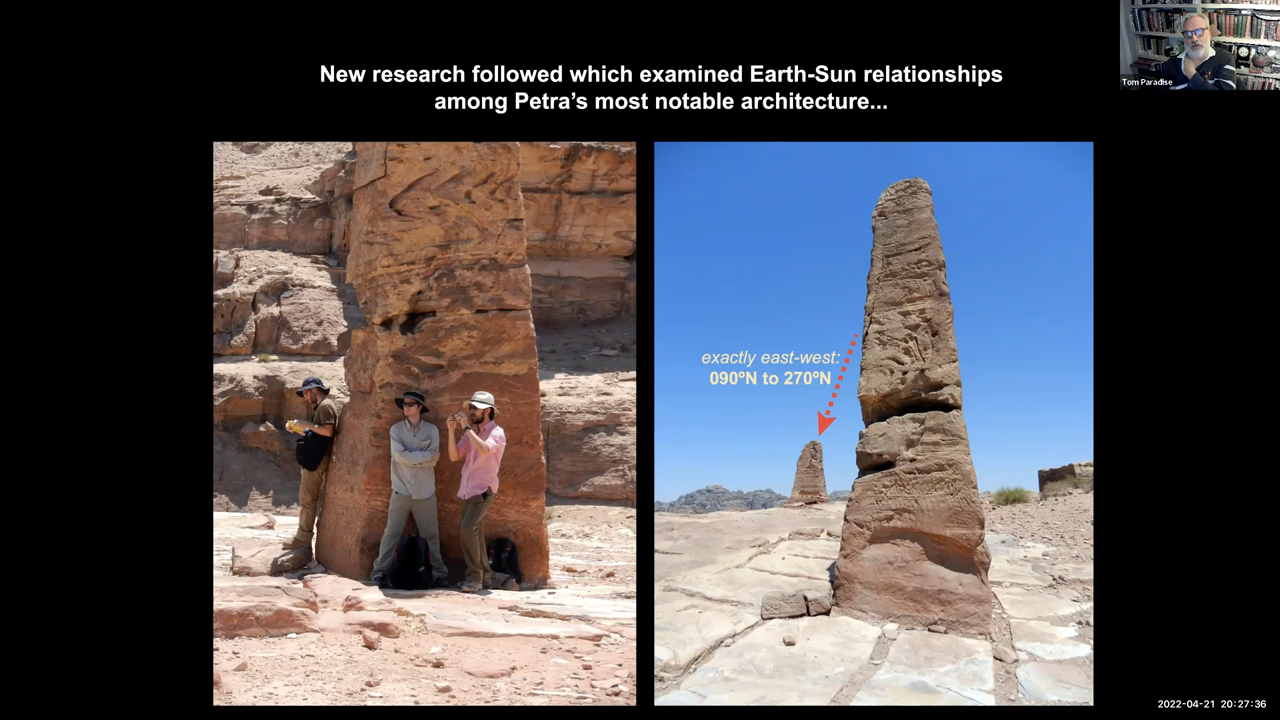 New research followed which examined Earth-Sun relationships
among Petra's most notable architecture...
Tom Paradise
exactly east-west:
090ºN to 270ºN
2022-04-21 20:27:36